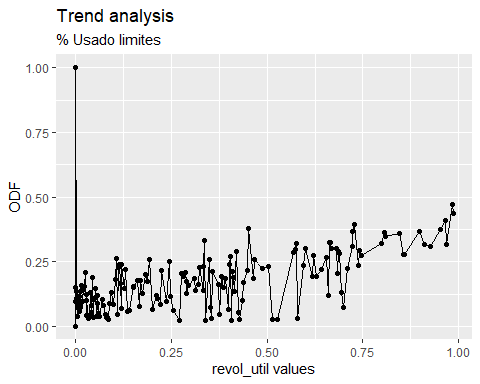 Trend analysis
% Usado limites
1.00
0.75
0.50
0.25
0.00
ODF
0.00 0.25 0.50 0.75 1.00
revol_util values